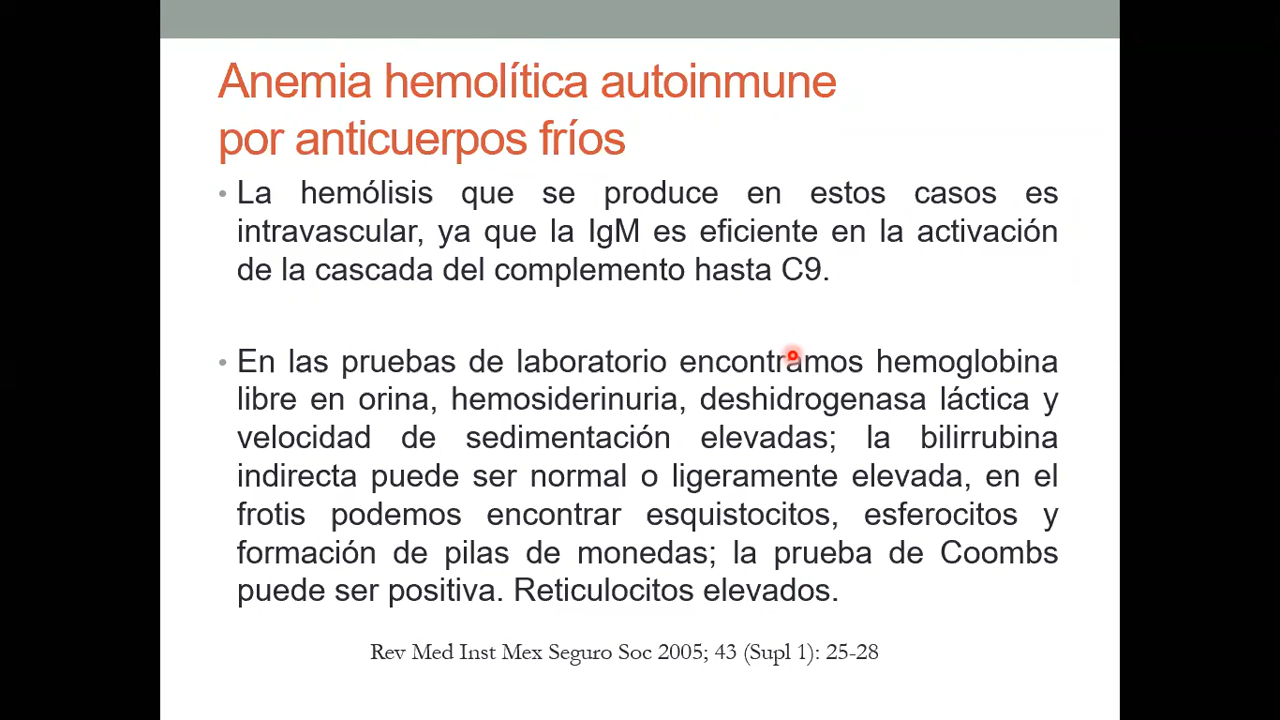 Anemia hemolítica autoinmune
por anticuerpos fríos
• La hemólisis que se produce en estos casos es
intravascular, ya que la IgM es eficiente en la activación
de la cascada del complemento hasta C9.
• En las pruebas de laboratorio encontramos hemoglobina
libre en orina, hemosiderinuria, deshidrogenasa láctica y
velocidad de sedimentación elevadas; la bilirrubina
indirecta puede ser normal o ligeramente elevada, en el
frotis podemos encontrar esquistocitos, esferocitos y
formación de pilas de monedas; la prueba de Coombs
puede ser positiva. Reticulocitos elevados.
Rev Med Inst Mex Seguro Soc 2005; 43 (Supl 1): 25-28